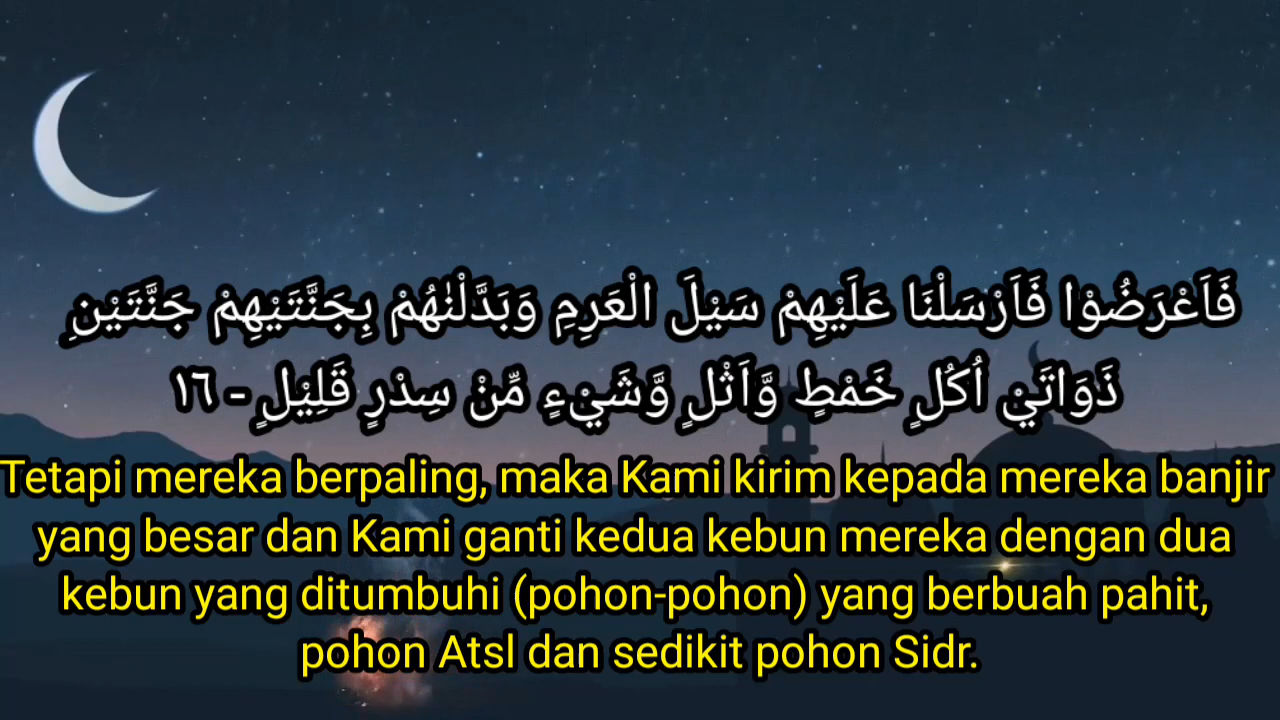 فَاَعْرَضُوْا فَاَرْسَلْنَا عَلَيْهِمْ سَيْلَ الْعَرِمِ وَبَدَّلْنٰهُمْ بِجَنَّتَيْهِمْ جَنَّتَيْنِ
ذَوَاتَيْ اُكُلٍ خَمْطٍ وَّاَثْلٍ وَّشَيْءٍ مِّنْ سِدْرٍ قَلِيْلٍ - ١٦
Tetapi mereka berpaling, maka Kami kirim kepada mereka banjir
yang besar dan Kami ganti kedua kebun mereka dengan dua
kebun yang ditumbuhi (pohon-pohon) yang berbuah pahit,
pohon Atsl dan sedikit pohon Sidr.